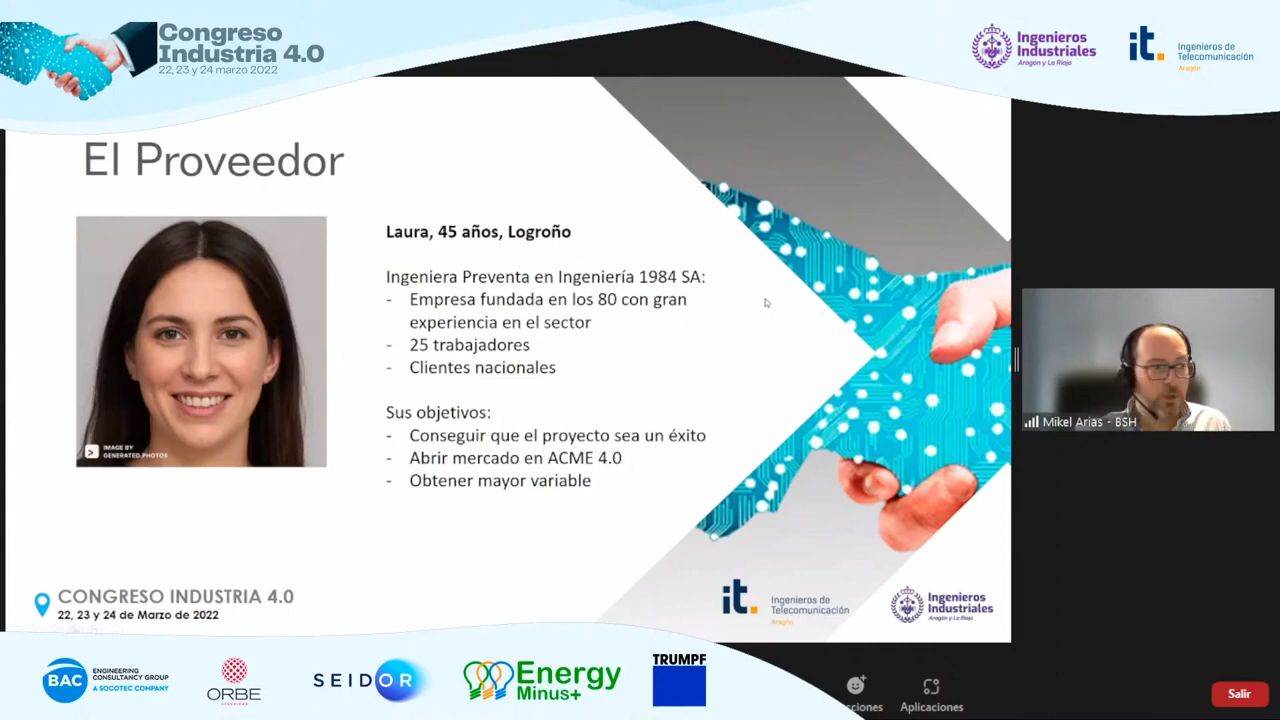 Congreso
Industria 4.0
22, 23 y 24 marzo 2022
Ingenieros
Industriales
Aragón y La Rioja
it.
Ingenieros de
Telecomunicación
Aragón
El Proveedor
IMAGE BY
GENERATED.PHOTOS
Laura, 45 años, Logroño
Ingeniera Preventa en Ingeniería 1984 SA:
- Empresa fundada en los 80 con gran
experiencia en el sector
- 25 trabajadores
- Clientes nacionales
Sus objetivos:
- Conseguir que el proyecto sea un éxito
- Abrir mercado en ACME 4.0
- Obtener mayor variable
Mikel Arias - BSH
CONGRESO INDUSTRIA 4.0
22, 23 y 24 de Marzo de 2022
it.
Ingenieros de
Telecomunicación
Aragón
Ingenieros
Industriales
Aragón y La Rioja
BAC
ENGINEERING
CONSULTANCY GROUP
A SOCOTEC COMPANY
ORBE
SEGURIDAD
SEIDOR
Energy
Minus+
TRUMPF
cciones
Aplicaciones
Salir